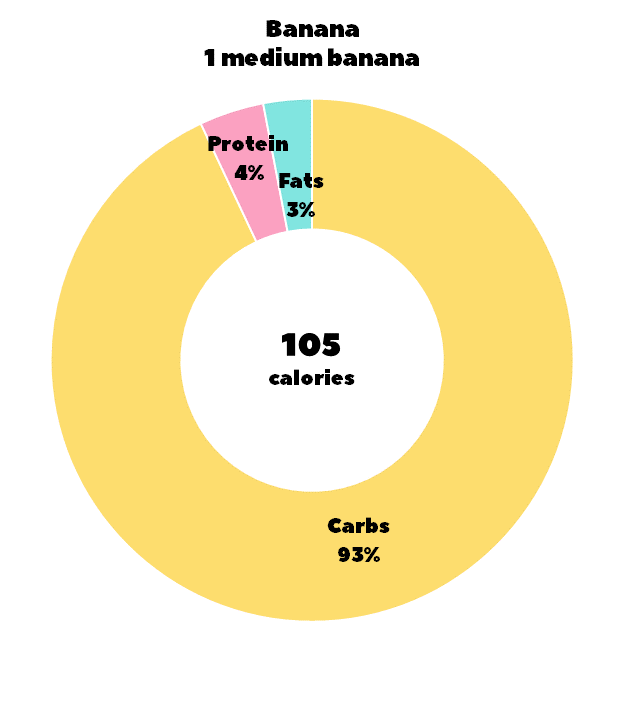 Banana
1 medium banana
Protein
4%
Fats
3%
105
calories
Carbs
93%